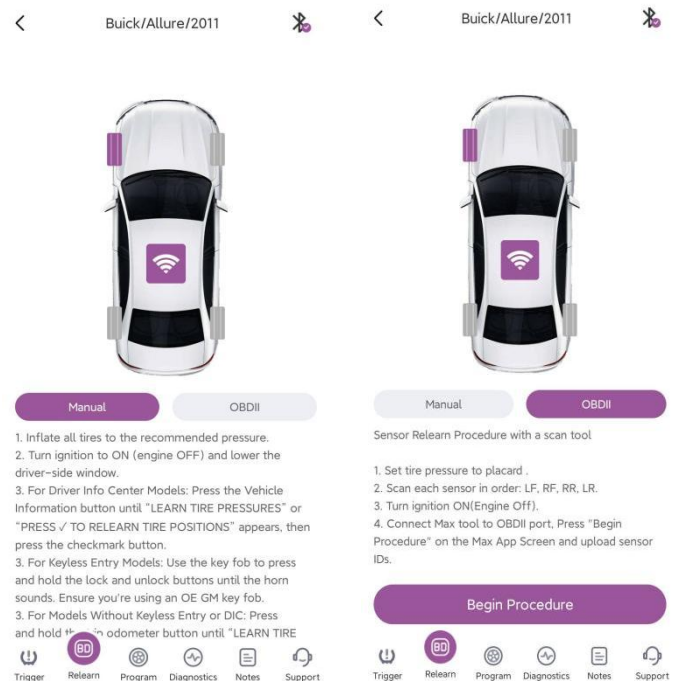 Buick/Allure/2011
Manual
OBDII
1. Inflate all tires to the recommended pressure.
2. Turn ignition to ON (engine OFF) and lower the
driver-side window.
3. For Driver Info Center Models: Press the Vehicle
Information button until "LEARN TIRE PRESSURES" or
"PRESS ✓ TO RELEARN TIRE POSITIONS" appears, then
press the checkmark button.
3. For Keyless Entry Models: Use the key fob to press
and hold the lock and unlock buttons until the horn
sounds. Ensure you're using an OE GM key fob.
3. For Models Without Keyless Entry or DIC: Press
and hold odometer button until "LEARN TIRE
BD
Trigger
Relearn
Program
Diagnostics
Notes
Support
Buick/Allure/2011
Manual
OBDII
Sensor Relearn Procedure with a scan tool
1. Set tire pressure to placard .
2. Scan each sensor in order: LF, RF, RR, LR.
3. Turn ignition ON(Engine Off).
4. Connect Max tool to OBDII port, Press "Begin
Procedure" on the Max App Screen and upload sensor
IDs.
Begin Procedure
BD
Trigger
Relearn
Program
Diagnostics
Notes
Support